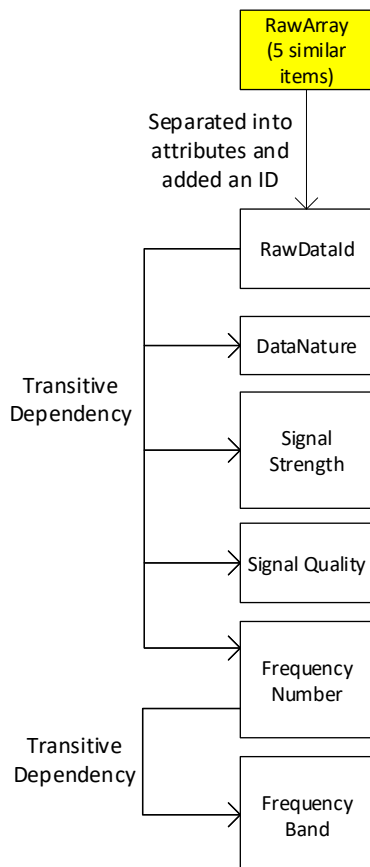 RawArray
(5 similar
items)
Separated into
attributes and
added an ID
RawDataId
DataNature
Transitive
Dependency
Signal
Strength
Signal Quality
Frequency
Number
Transitive
Dependency
Frequency
Band